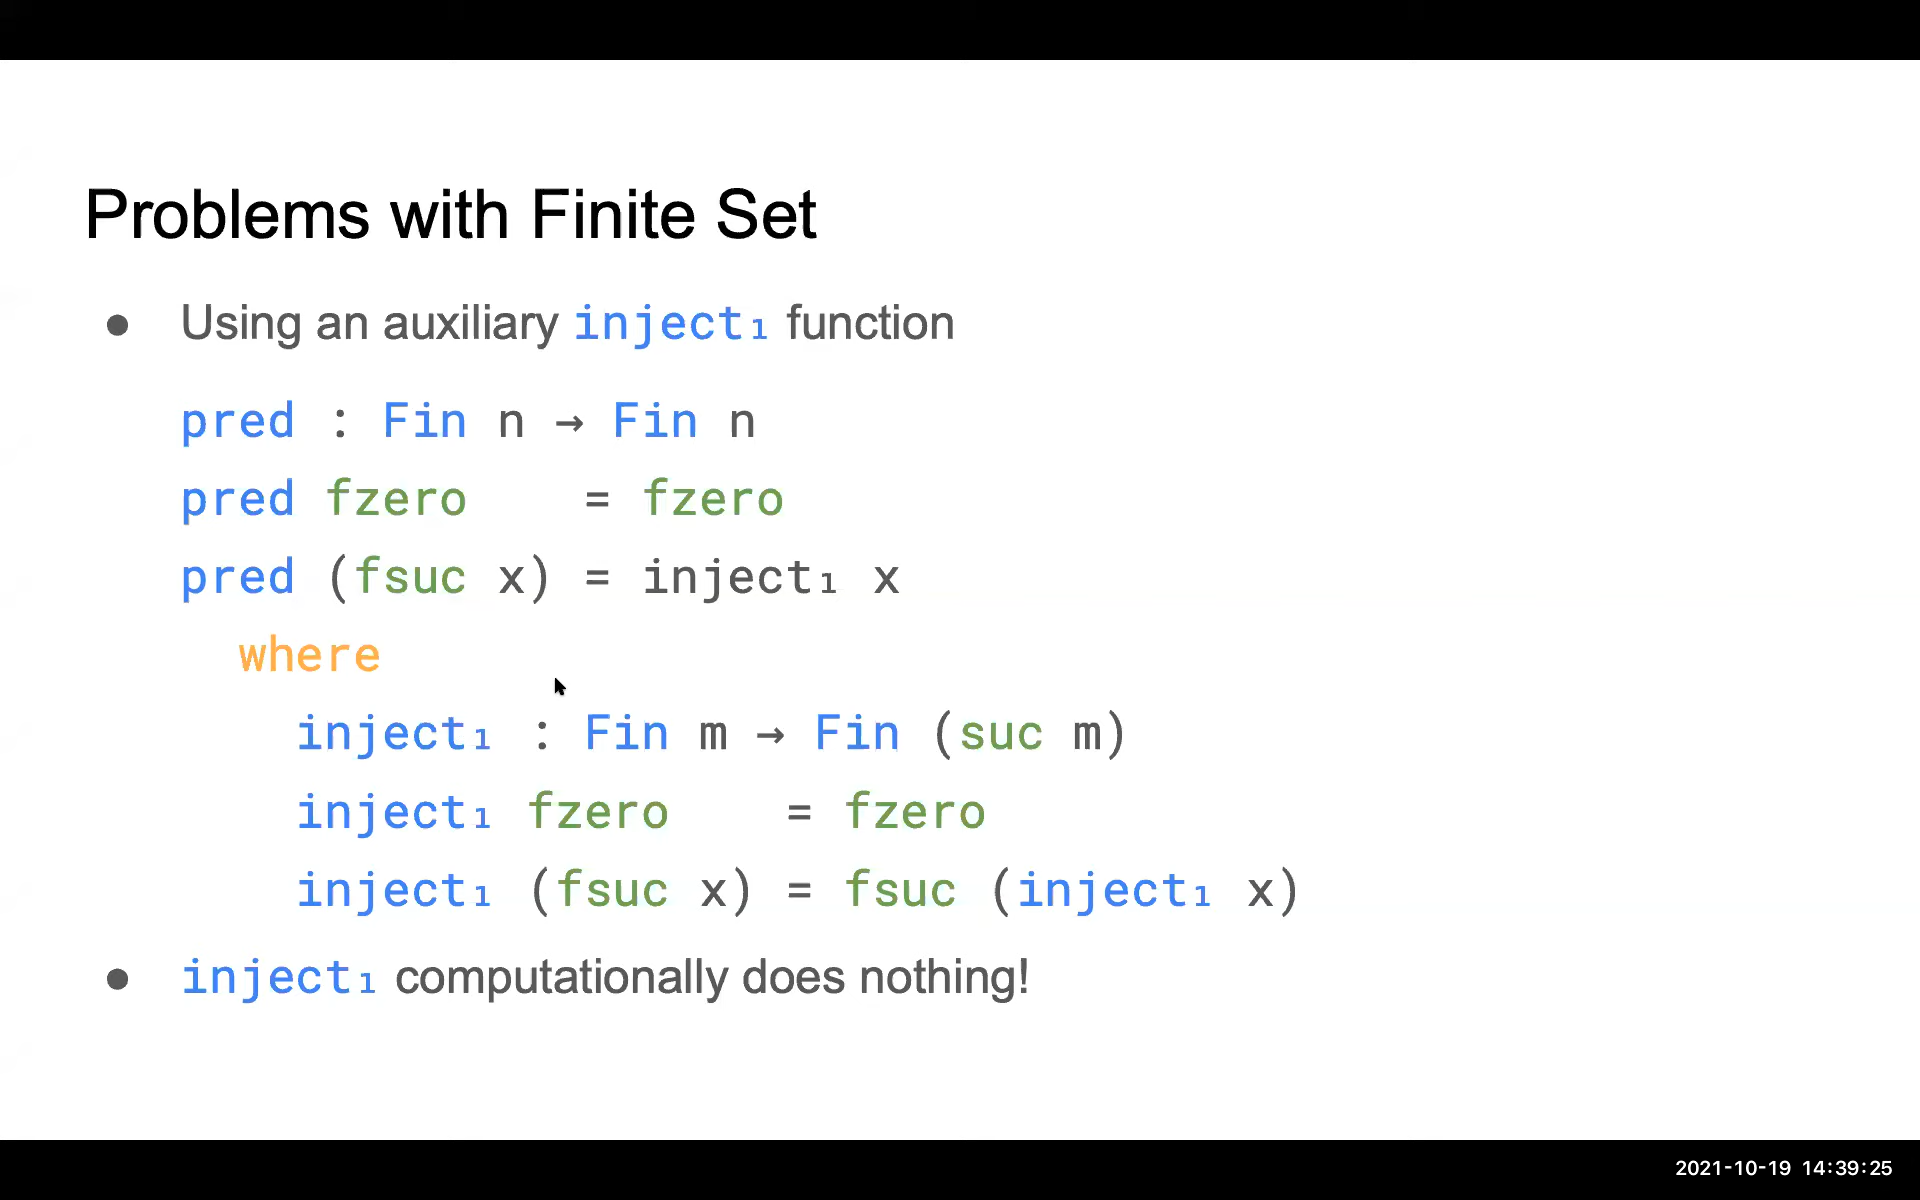 Problems with Finite Set
● Using an auxiliary inject₁ function
pred : Fin n → Fin n
pred fzero    = fzero
pred (fsuc x) = inject₁ x
where
inject₁ : Fin m → Fin (suc m)
inject₁ fzero    = fzero
inject₁ (fsuc x) = fsuc (inject₁ x)
● inject₁ computationally does nothing!
2021-10-19 14:39:25